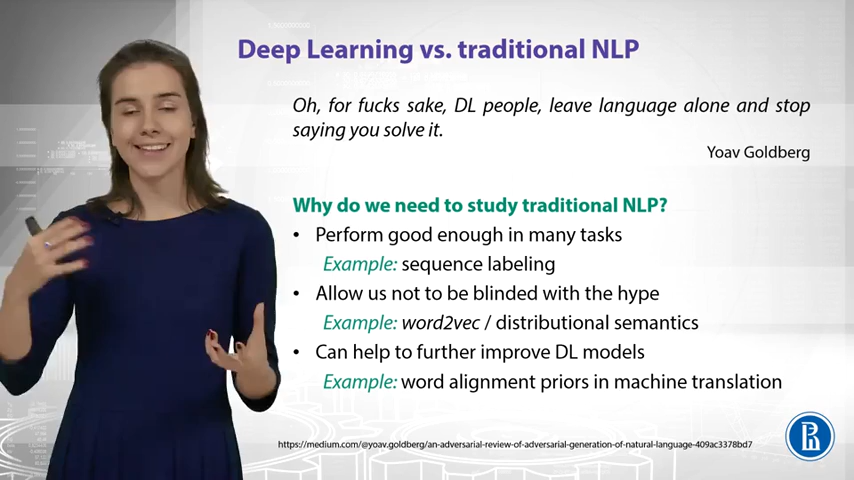 Deep Learning vs. traditional NLP
Oh, for fucks sake, DL people, leave language alone and stop
saying you solve it.
Yoav Goldberg
Why do we need to study traditional NLP?
• Perform good enough in many tasks
Example: sequence labeling
• Allow us not to be blinded with the hype
Example: word2vec / distributional semantics
• Can help to further improve DL models
Example: word alignment priors in machine translation
https://medium.com/@yoav.goldberg/an-adversarial-review-of-adversarial-generation-of-natural-language-409ac3378bd7